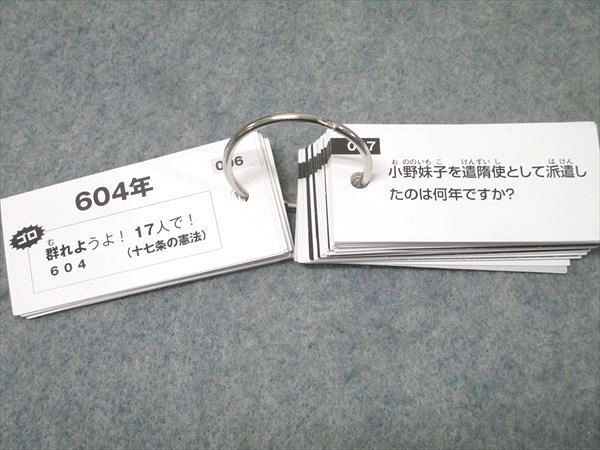 006
604年
ゴロ
む
群れようよ! 17人で!
604 (十七条の憲法)
007
おののいもこ けんずいし はけん
小野妹子を遣隋使として派遣し
たのは何年ですか?